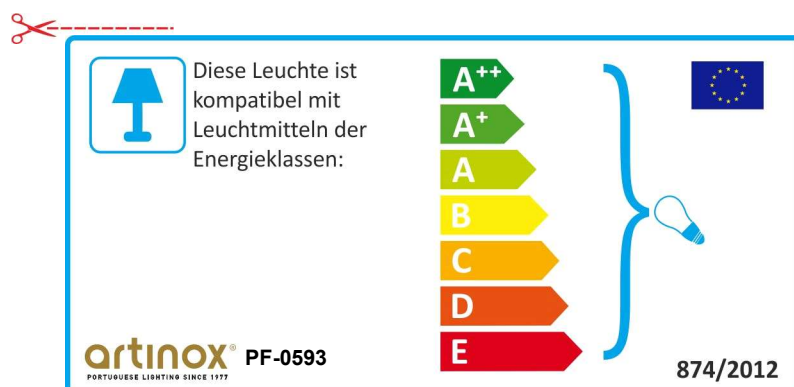 Diese Leuchte ist
kompatibel mit
Leuchtmitteln der
Energieklassen:
A++
A+
A
B
C
D
E
artinox® PF-0593
PORTUGUESE LIGHTING SINCE 1977
874/2012